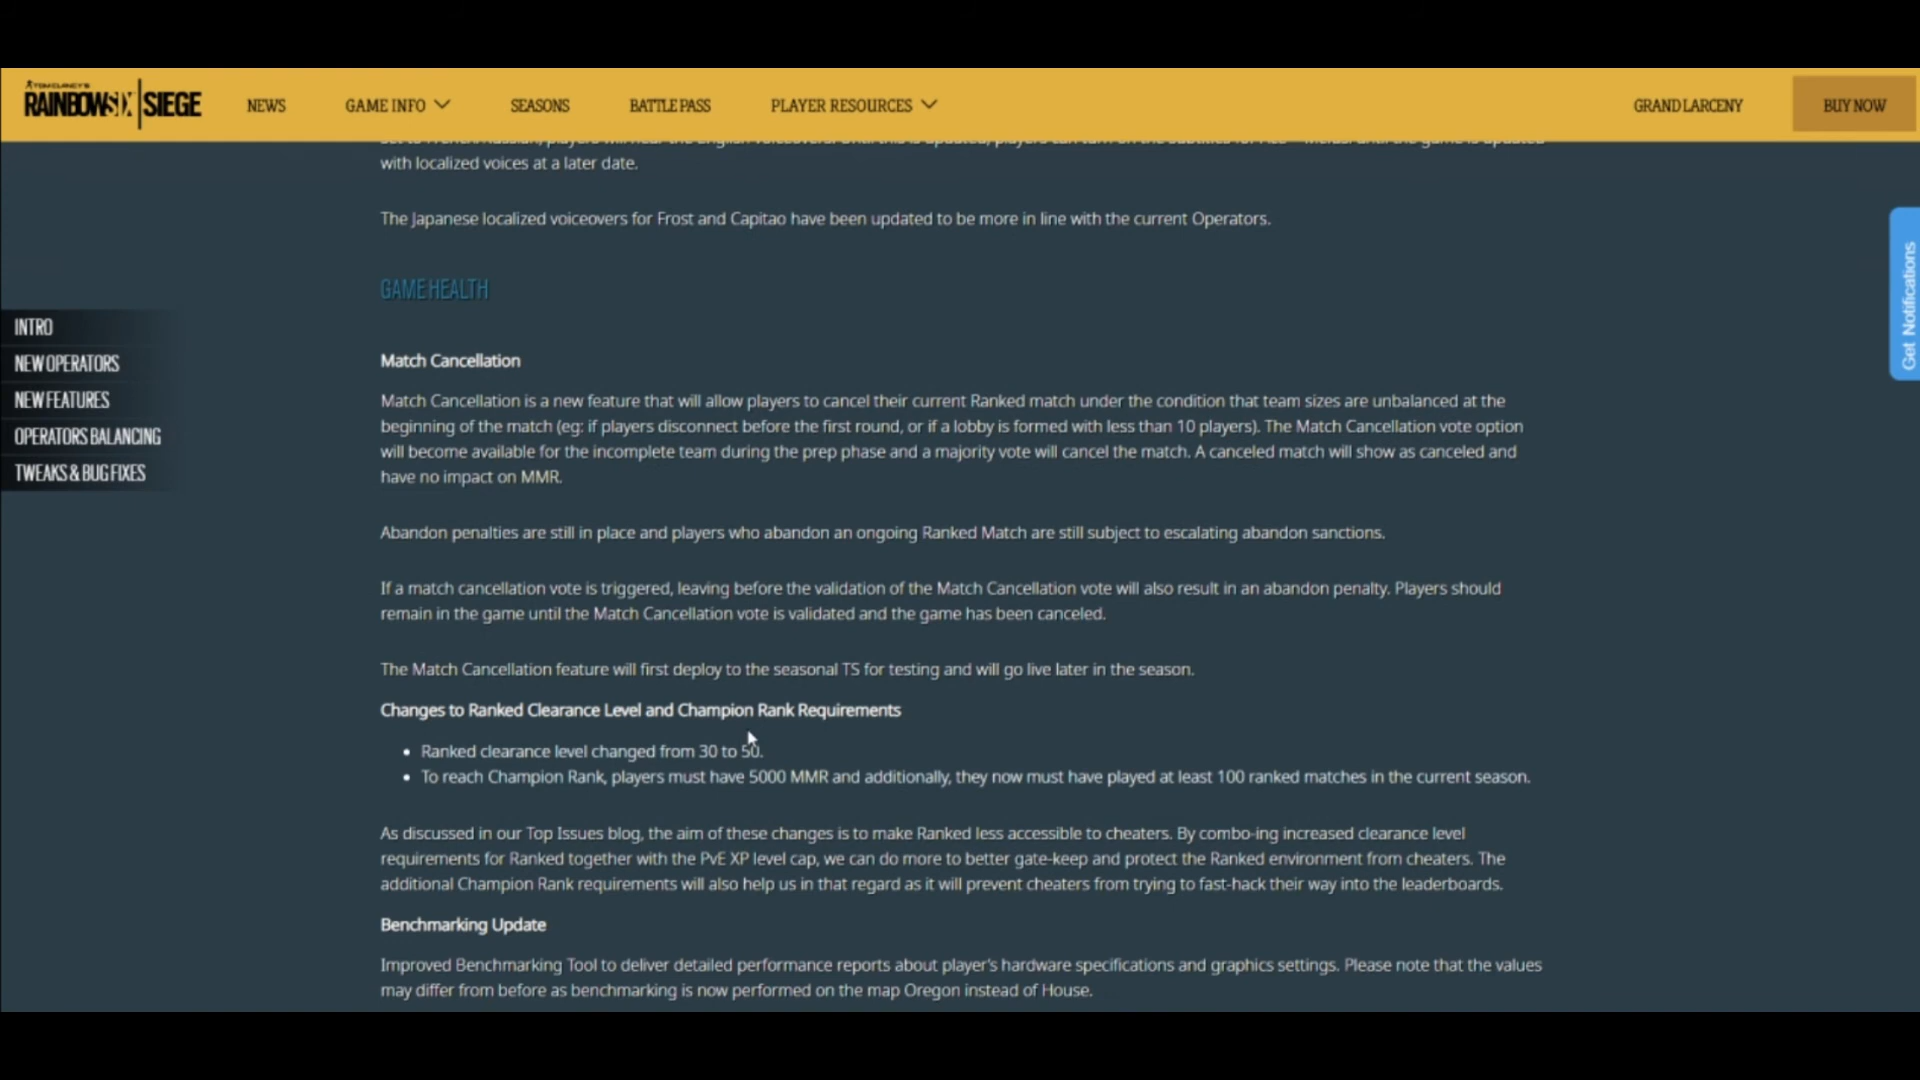 TOM CLANCY'S
RAINBOWSIX | SIEGE
NEWS
GAME INFO
SEASONS
BATTLE PASS
PLAYER RESOURCES
GRAND LARCENY
BUY NOW
with localized voices at a later date.
The Japanese localized voiceovers for Frost and Capitao have been updated to be more in line with the current Operators.
GAME HEALTH
INTRO
NEW OPERATORS
NEW FEATURES
OPERATORS BALANCING
TWEAKS & BUG FIXES
Get Notifications
Match Cancellation
Match Cancellation is a new feature that will allow players to cancel their current Ranked match under the condition that team sizes are unbalanced at the
beginning of the match (eg: if players disconnect before the first round, or if a lobby is formed with less than 10 players). The Match Cancellation vote option
will become available for the incomplete team during the prep phase and a majority vote will cancel the match. A canceled match will show as canceled and
have no impact on MMR.
Abandon penalties are still in place and players who abandon an ongoing Ranked Match are still subject to escalating abandon sanctions.
If a match cancellation vote is triggered, leaving before the validation of the Match Cancellation vote will also result in an abandon penalty. Players should
remain in the game until the Match Cancellation vote is validated and the game has been canceled.
The Match Cancellation feature will first deploy to the seasonal TS for testing and will go live later in the season.
Changes to Ranked Clearance Level and Champion Rank Requirements
• Ranked clearance level changed from 30 to 50.
• To reach Champion Rank, players must have 5000 MMR and additionally, they now must have played at least 100 ranked matches in the current season.
As discussed in our Top Issues blog, the aim of these changes is to make Ranked less accessible to cheaters. By combo-ing increased clearance level
requirements for Ranked together with the PvE XP level cap, we can do more to better gate-keep and protect the Ranked environment from cheaters. The
additional Champion Rank requirements will also help us in that regard as it will prevent cheaters from trying to fast-hack their way into the leaderboards.
Benchmarking Update
Improved Benchmarking Tool to deliver detailed performance reports about player's hardware specifications and graphics settings. Please note that the values
may differ from before as benchmarking is now performed on the map Oregon instead of House.